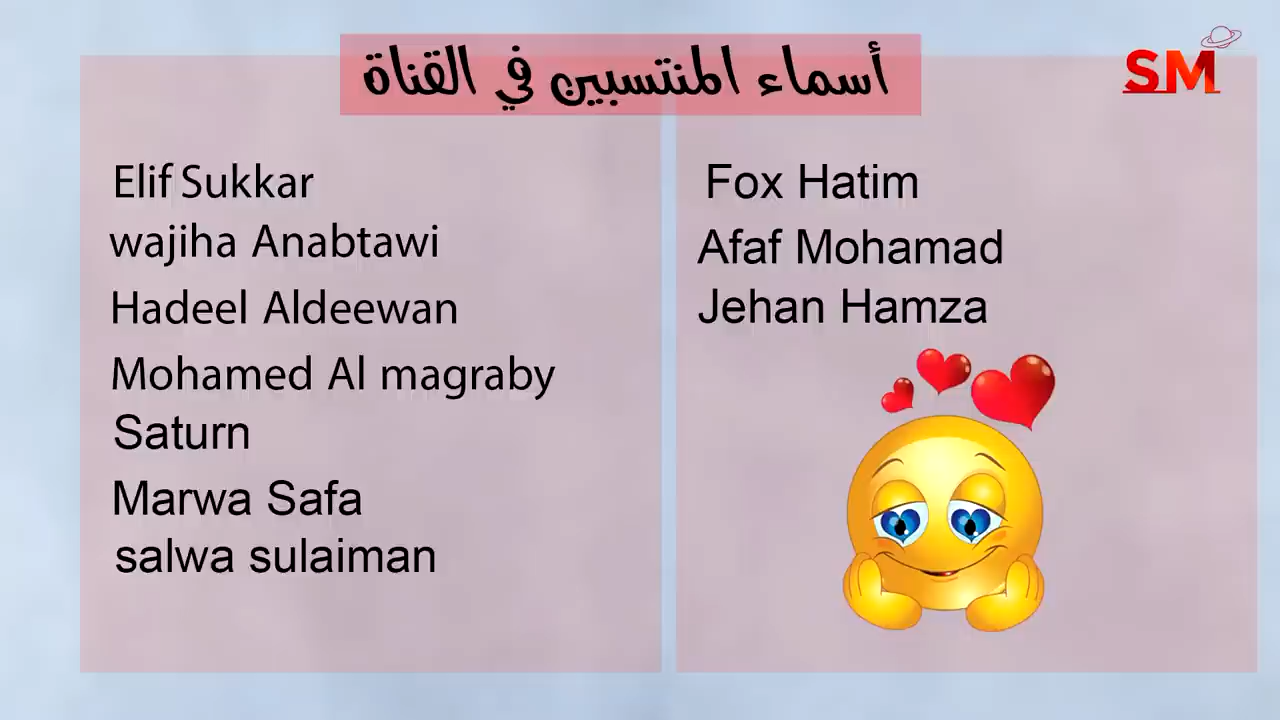 أسماء المنتسبين في القناة
SM
Elif Sukkar
wajiha Anabtawi
Hadeel Aldeewan
Mohamed Al magraby
Saturn
Marwa Safa
salwa sulaiman
Fox Hatim
Afaf Mohamad
Jehan Hamza